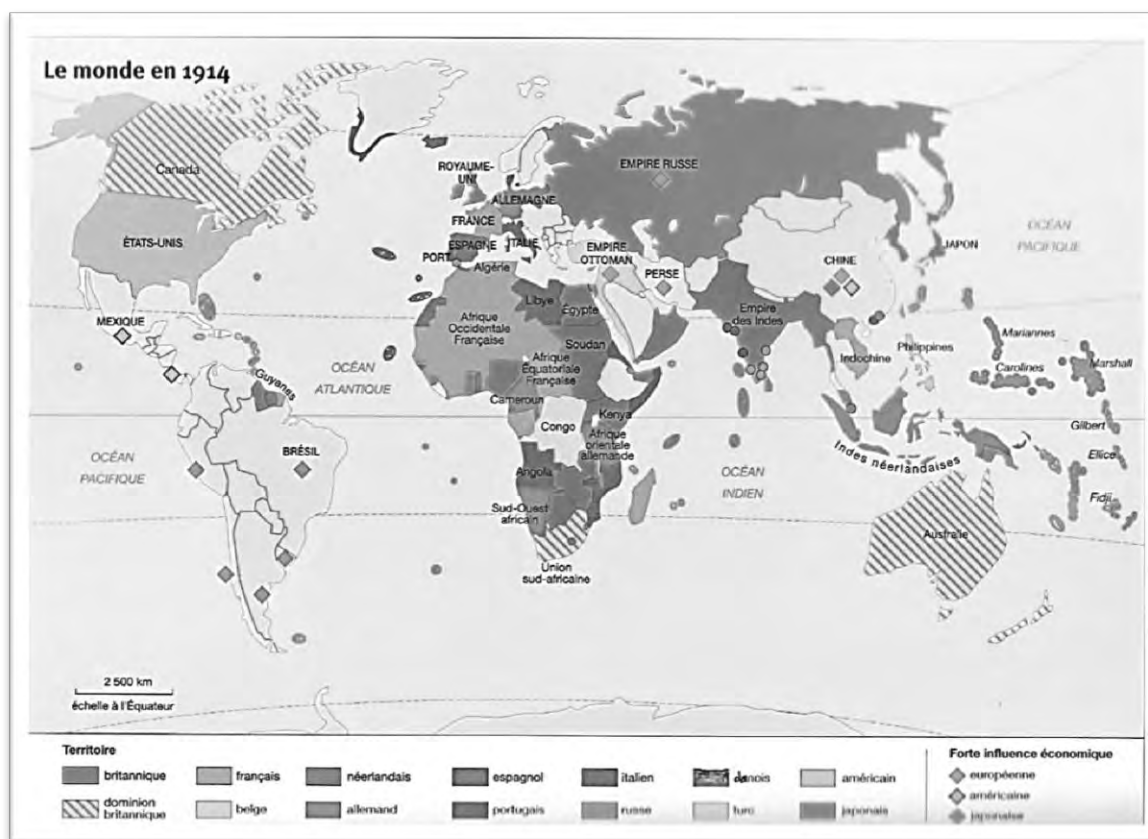 Le monde en 1914
Canada
ÉTATS-UNIS
MEXIQUE
Guyanes
BRÉSIL
OCÉAN
PACIFIQUE
OCÉAN
ATLANTIQUE
ROYAUME-
UNI
ALLEMAGNE
FRANCE
ESPAGNE
ITALIE
PORT.
EMPIRE RUSSE
EMPIRE
OTTOMAN
PERSE
CHINE
JAPON
OCÉAN
PACIFIQUE
Algérie
Libye
Égypte
Afrique
Occidentale
Française
Soudan
Afrique
Équatoriale
Française
Cameroun
Congo
Kenya
Afrique
orientale
allemande
Angola
Sud-Ouest
africain
Union
sud-africaine
Empire
des Indes
Indochine
Philippines
Mariannes
Carolines
Marshall
Gilbert
Ellice
Fidji
Indes néerlandaises
OCÉAN
INDIEN
Australie
2 500 km
échelle à l'Équateur
Territoire
britannique
français
néerlandais
espagnol
italien
danois
américain
dominion
britannique
belge
allemand
portugais
russe
turc
japonais
Forte influence économique
européenne
américaine
japonaise